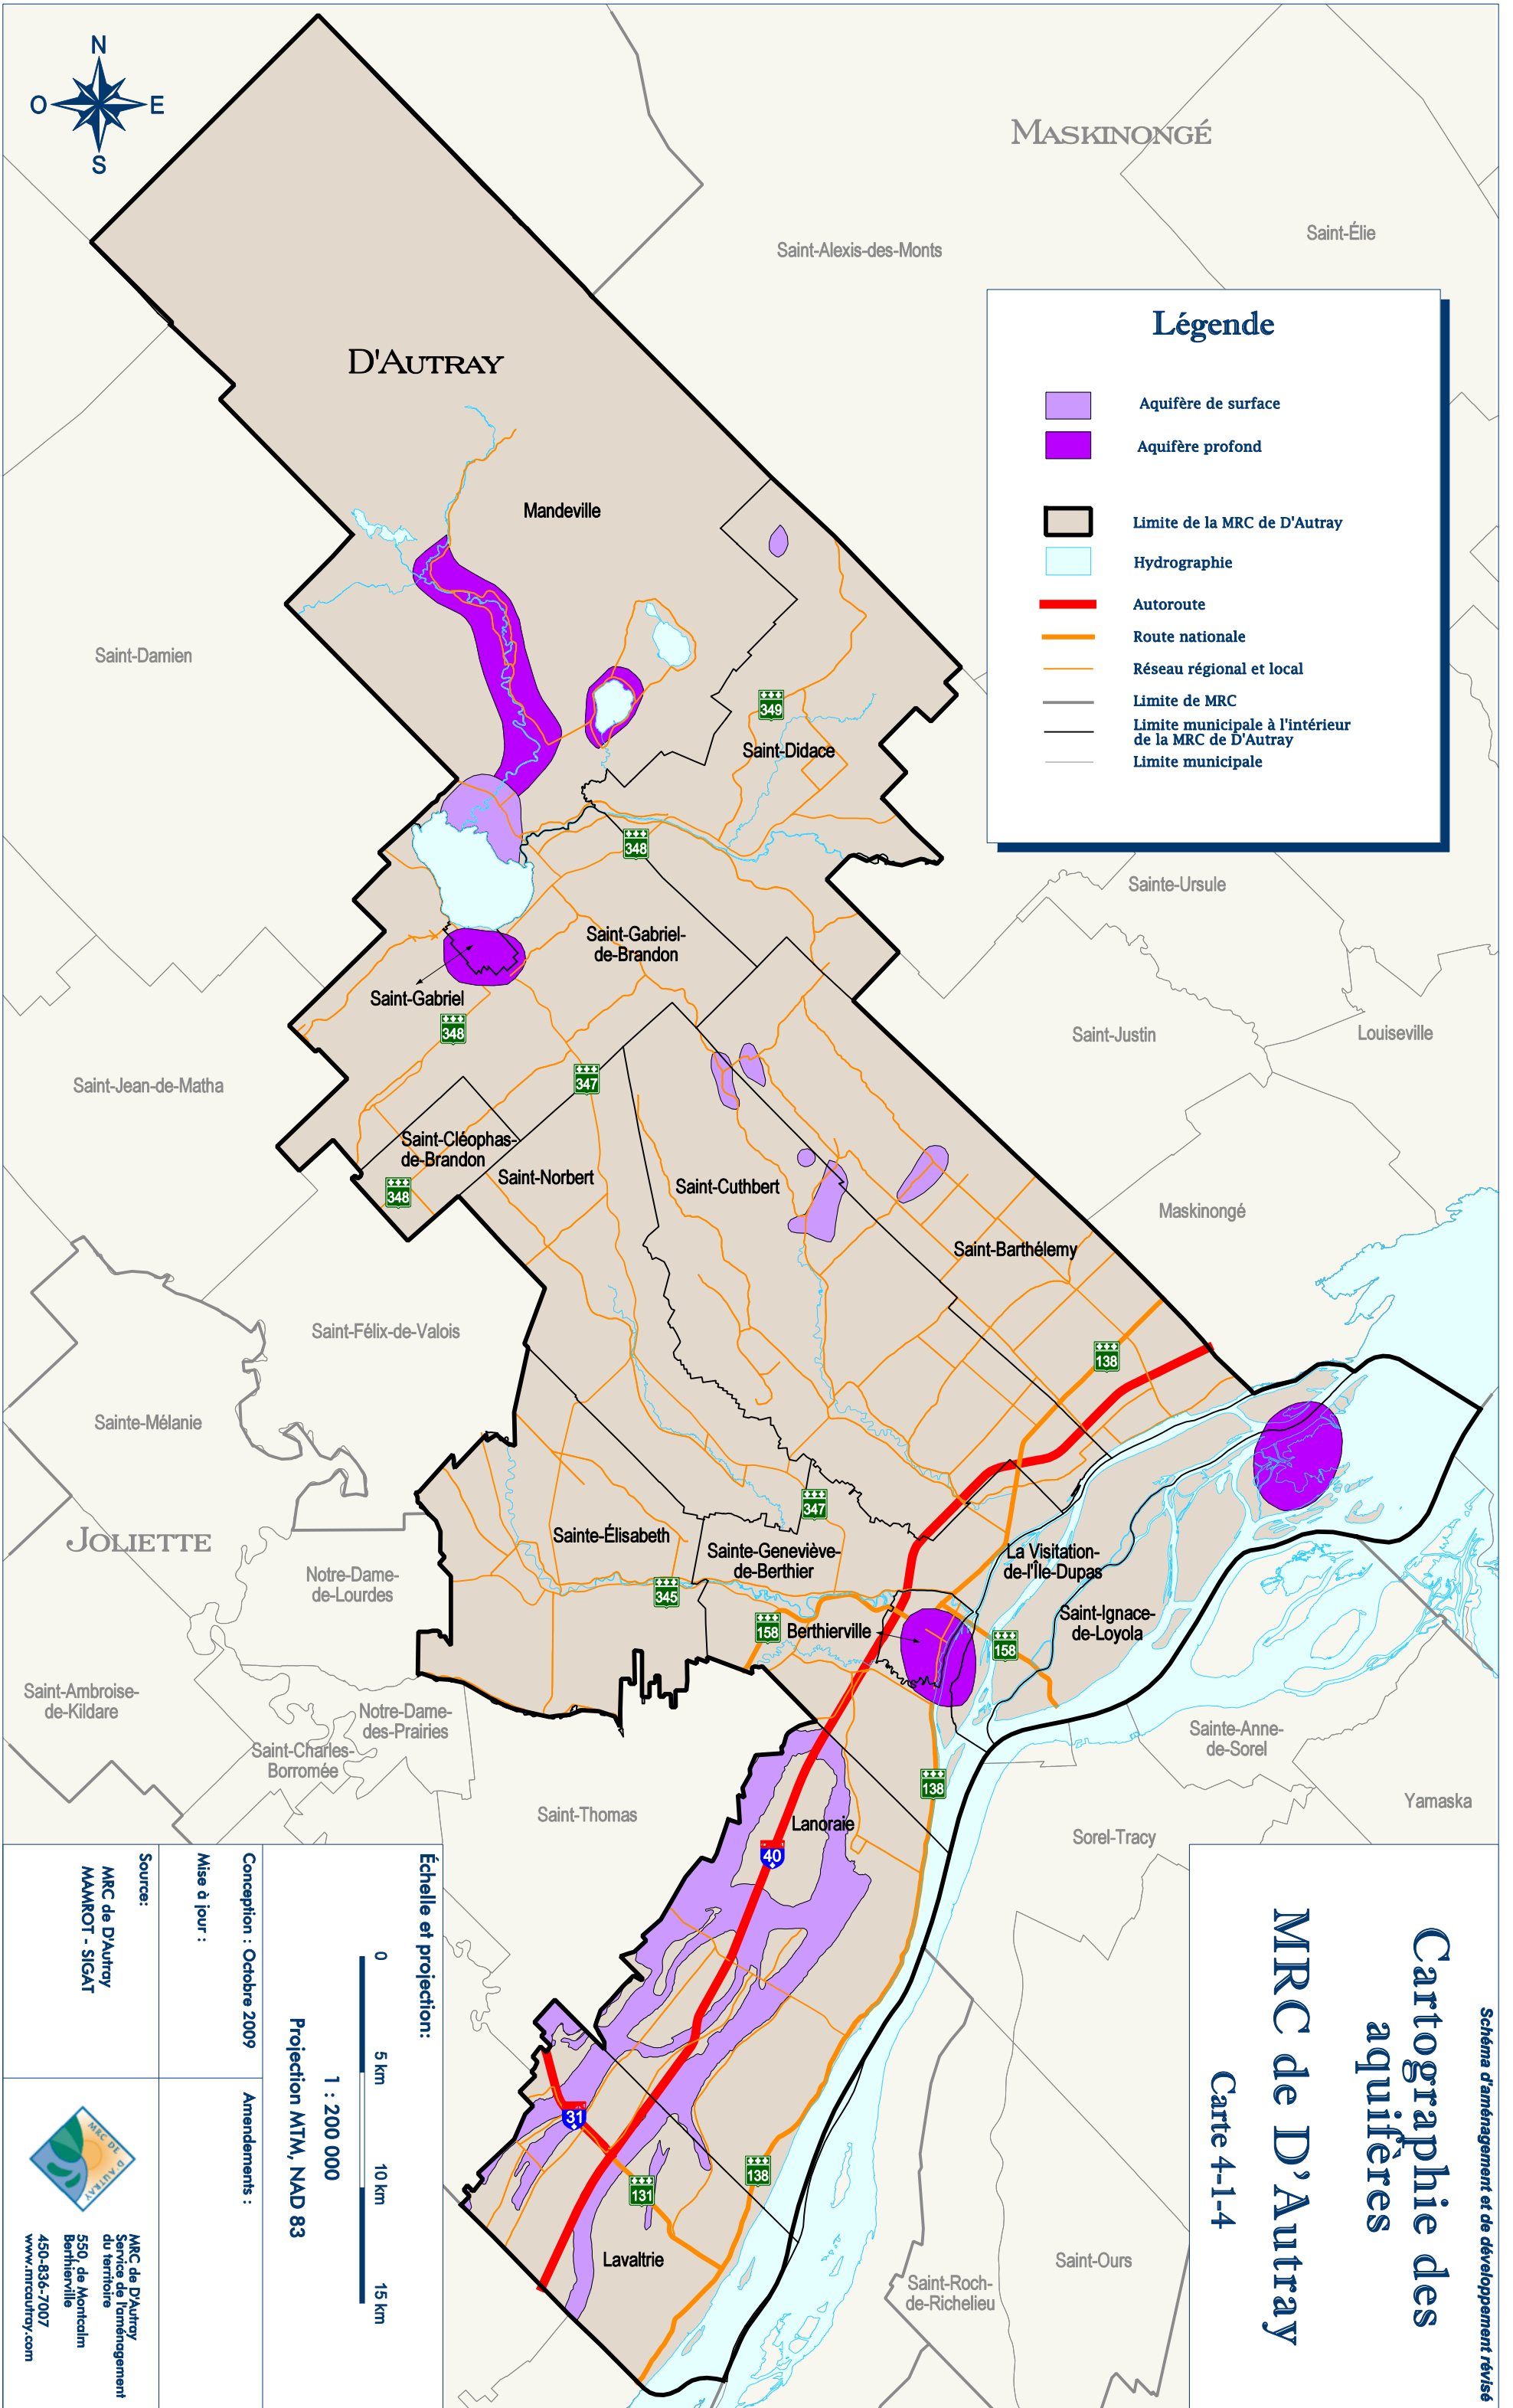 N
O
E
S
MASKINONGÉ
Saint-Élie
Saint-Alexis-des-Monts
Légende
Aquifère de surface
Aquifère profond
Limite de la MRC de D'Autray
Hydrographie
Autoroute
Route nationale
Réseau régional et local
Limite de MRC
Limite municipale à l'intérieur
de la MRC de D'Autray
Limite municipale
D'AUTRAY
Mandeville
Saint-Damien
349
Saint-Didace
348
Sainte-Ursule
Saint-Gabriel-
de-Brandon
Saint-Gabriel
348
Saint-Justin
Louiseville
Saint-Jean-de-Matha
347
Saint-Cléophas-
de-Brandon
Saint-Norbert
348
Saint-Cuthbert
Maskinongé
Saint-Barthélemy
Saint-Félix-de-Valois
138
Sainte-Mélanie
347
JOLIETTE
Sainte-Élisabeth
Sainte-Geneviève-
de-Berthier
La Visitation-
de-l'Île-Dupas
Notre-Dame-
de-Lourdes
345
Saint-Ignace-
de-Loyola
158
Berthierville
158
Saint-Ambroise-
de-Kildare
Notre-Dame-
des-Prairies
Saint-Charles-
Borromée
Sainte-Anne-
de-Sorel
138
Yamaska
Saint-Thomas
Lanoraie
Sorel-Tracy
40
31
138
131
Lavaltrie
Saint-Ours
Saint-Roch-
de-Richelieu
Schéma d'aménagement et de développement révisé
Cartographie des
aquifères
MRC de D'Autray
Carte 4-1-4
Échelle et projection:
0
5 km
10 km
15 km
1 : 200 000
Projection MTM, NAD 83
Conception : Octobre 2009
Mise à jour :
Amendements :
Source:
MRC de D'Autray
MAMROT - SIGAT
MRC DE D'AUTRAY
MRC de D'Autray
Service de l'aménagement
du territoire
550, de Montcalm
Berthierville
450-836-7007
www.mrcautray.com